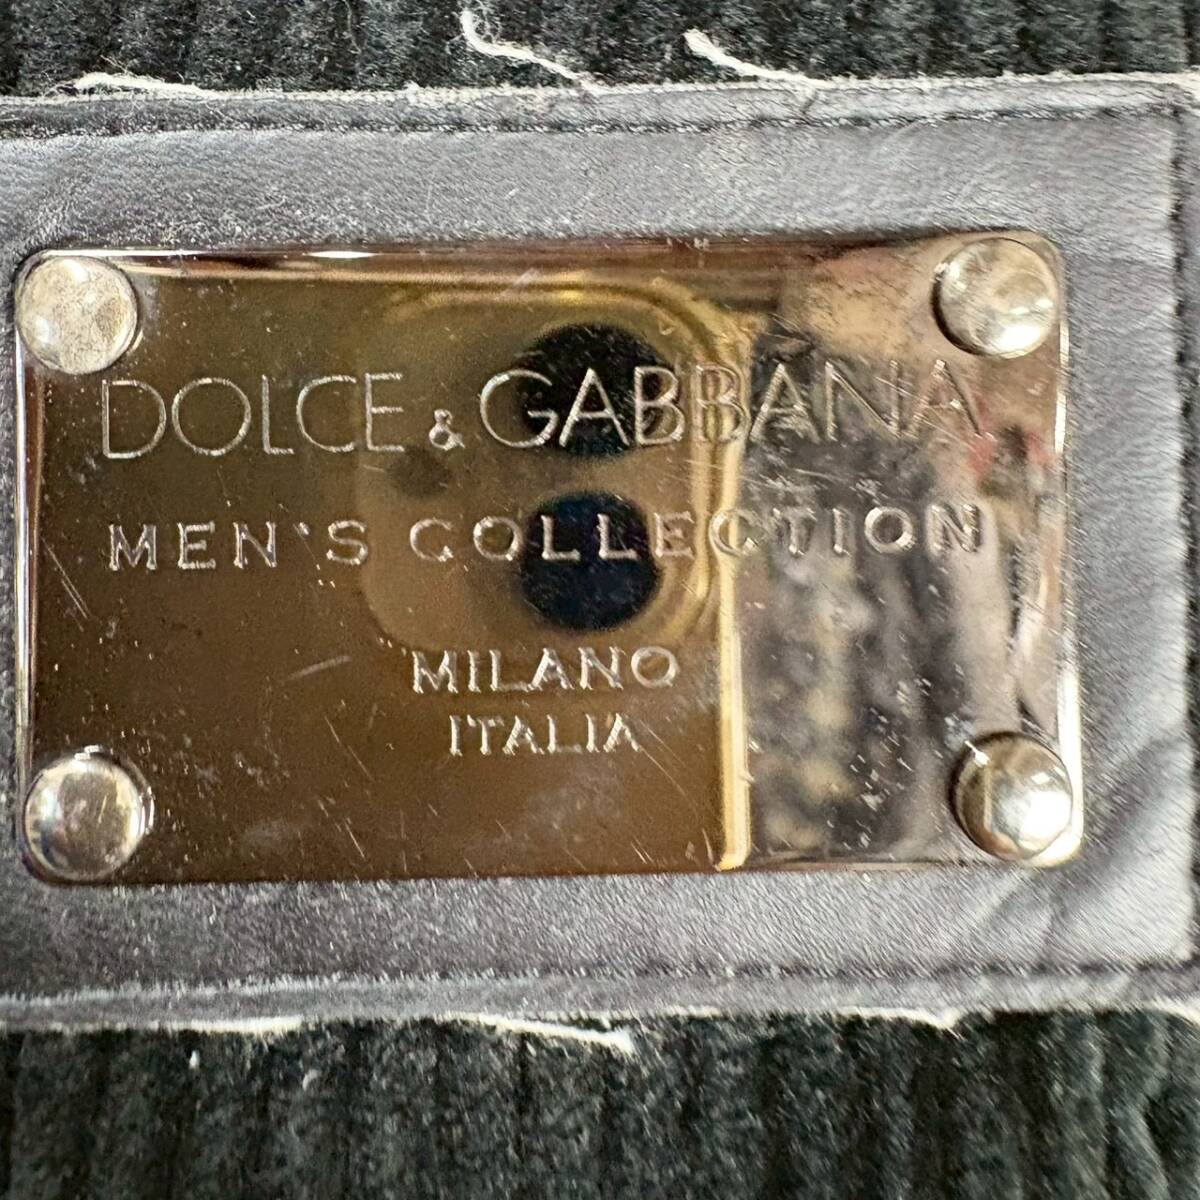 DOLCE & GABBANA
MEN'S COLLECTION
MILANO
ITALIA